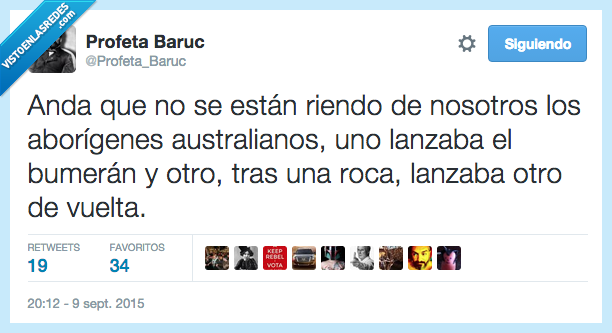 VISTOENLASREDES
.com
Profeta Baruc
@Profeta_Baruc
Siguiendo
Anda que no se están riendo de nosotros los
aborígenes australianos, uno lanzaba el
bumerán y otro, tras una roca, lanzaba otro
de vuelta.
RETWEETS
19
FAVORITOS
34
KEEP
REBEL
VOTA
20:12 - 9 sept. 2015